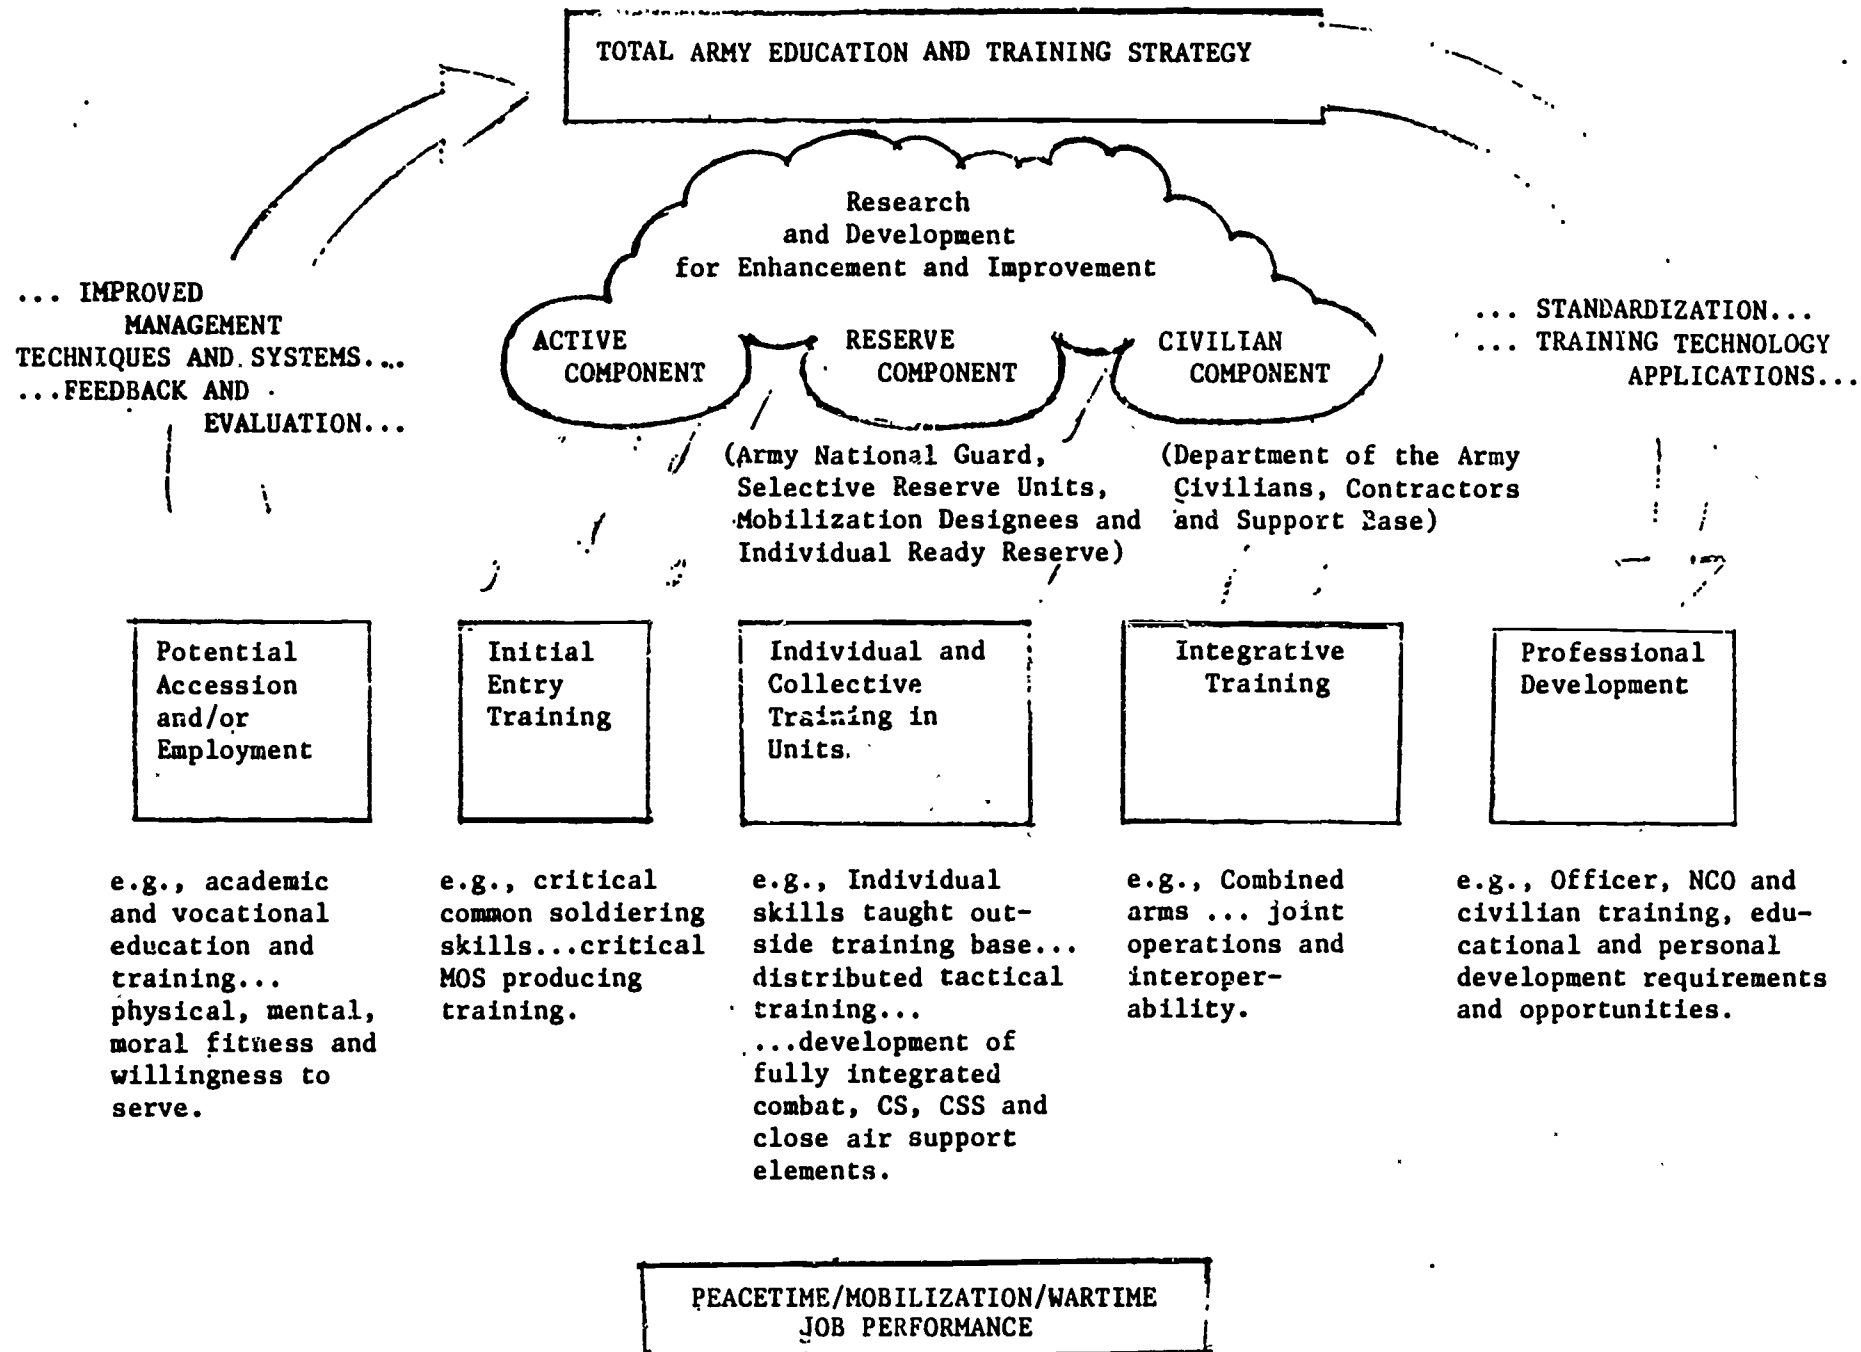 TOTAL ARMY EDUCATION AND TRAINING STRATEGY
Research
and Development
for Enhancement and Improvement
... IMPROVED
MANAGEMENT
TECHNIQUES AND SYSTEMS...
...FEEDBACK AND
EVALUATION...
ACTIVE
COMPONENT
RESERVE
COMPONENT
CIVILIAN
COMPONENT
... STANDARDIZATION...
... TRAINING TECHNOLOGY
APPLICATIONS...
(Army National Guard,
Selective Reserve Units,
Mobilization Designees and
Individual Ready Reserve)
(Department of the Army
Civilians, Contractors
and Support Base)
Potential
Accession
and/or
Employment
Initial
Entry
Training
Individual and
Collective
Training in
Units.
Integrative
Training
Professional
Development
e.g., academic
and vocational
education and
training...
physical, mental,
moral fitness and
willingness to
serve.
e.g., critical
common soldiering
skills...critical
MOS producing
training.
e.g., Individual
skills taught out-
side training base...
distributed tactical
training...
...development of
fully integrated
combat, CS, CSS and
close air support
elements.
e.g., Combined
arms ... joint
operations and
interoper-
ability.
e.g., Officer, NCO and
civilian training, edu-
cational and personal
development requirements
and opportunities.
PEACETIME/MOBILIZATION/WARTIME
JOB PERFORMANCE